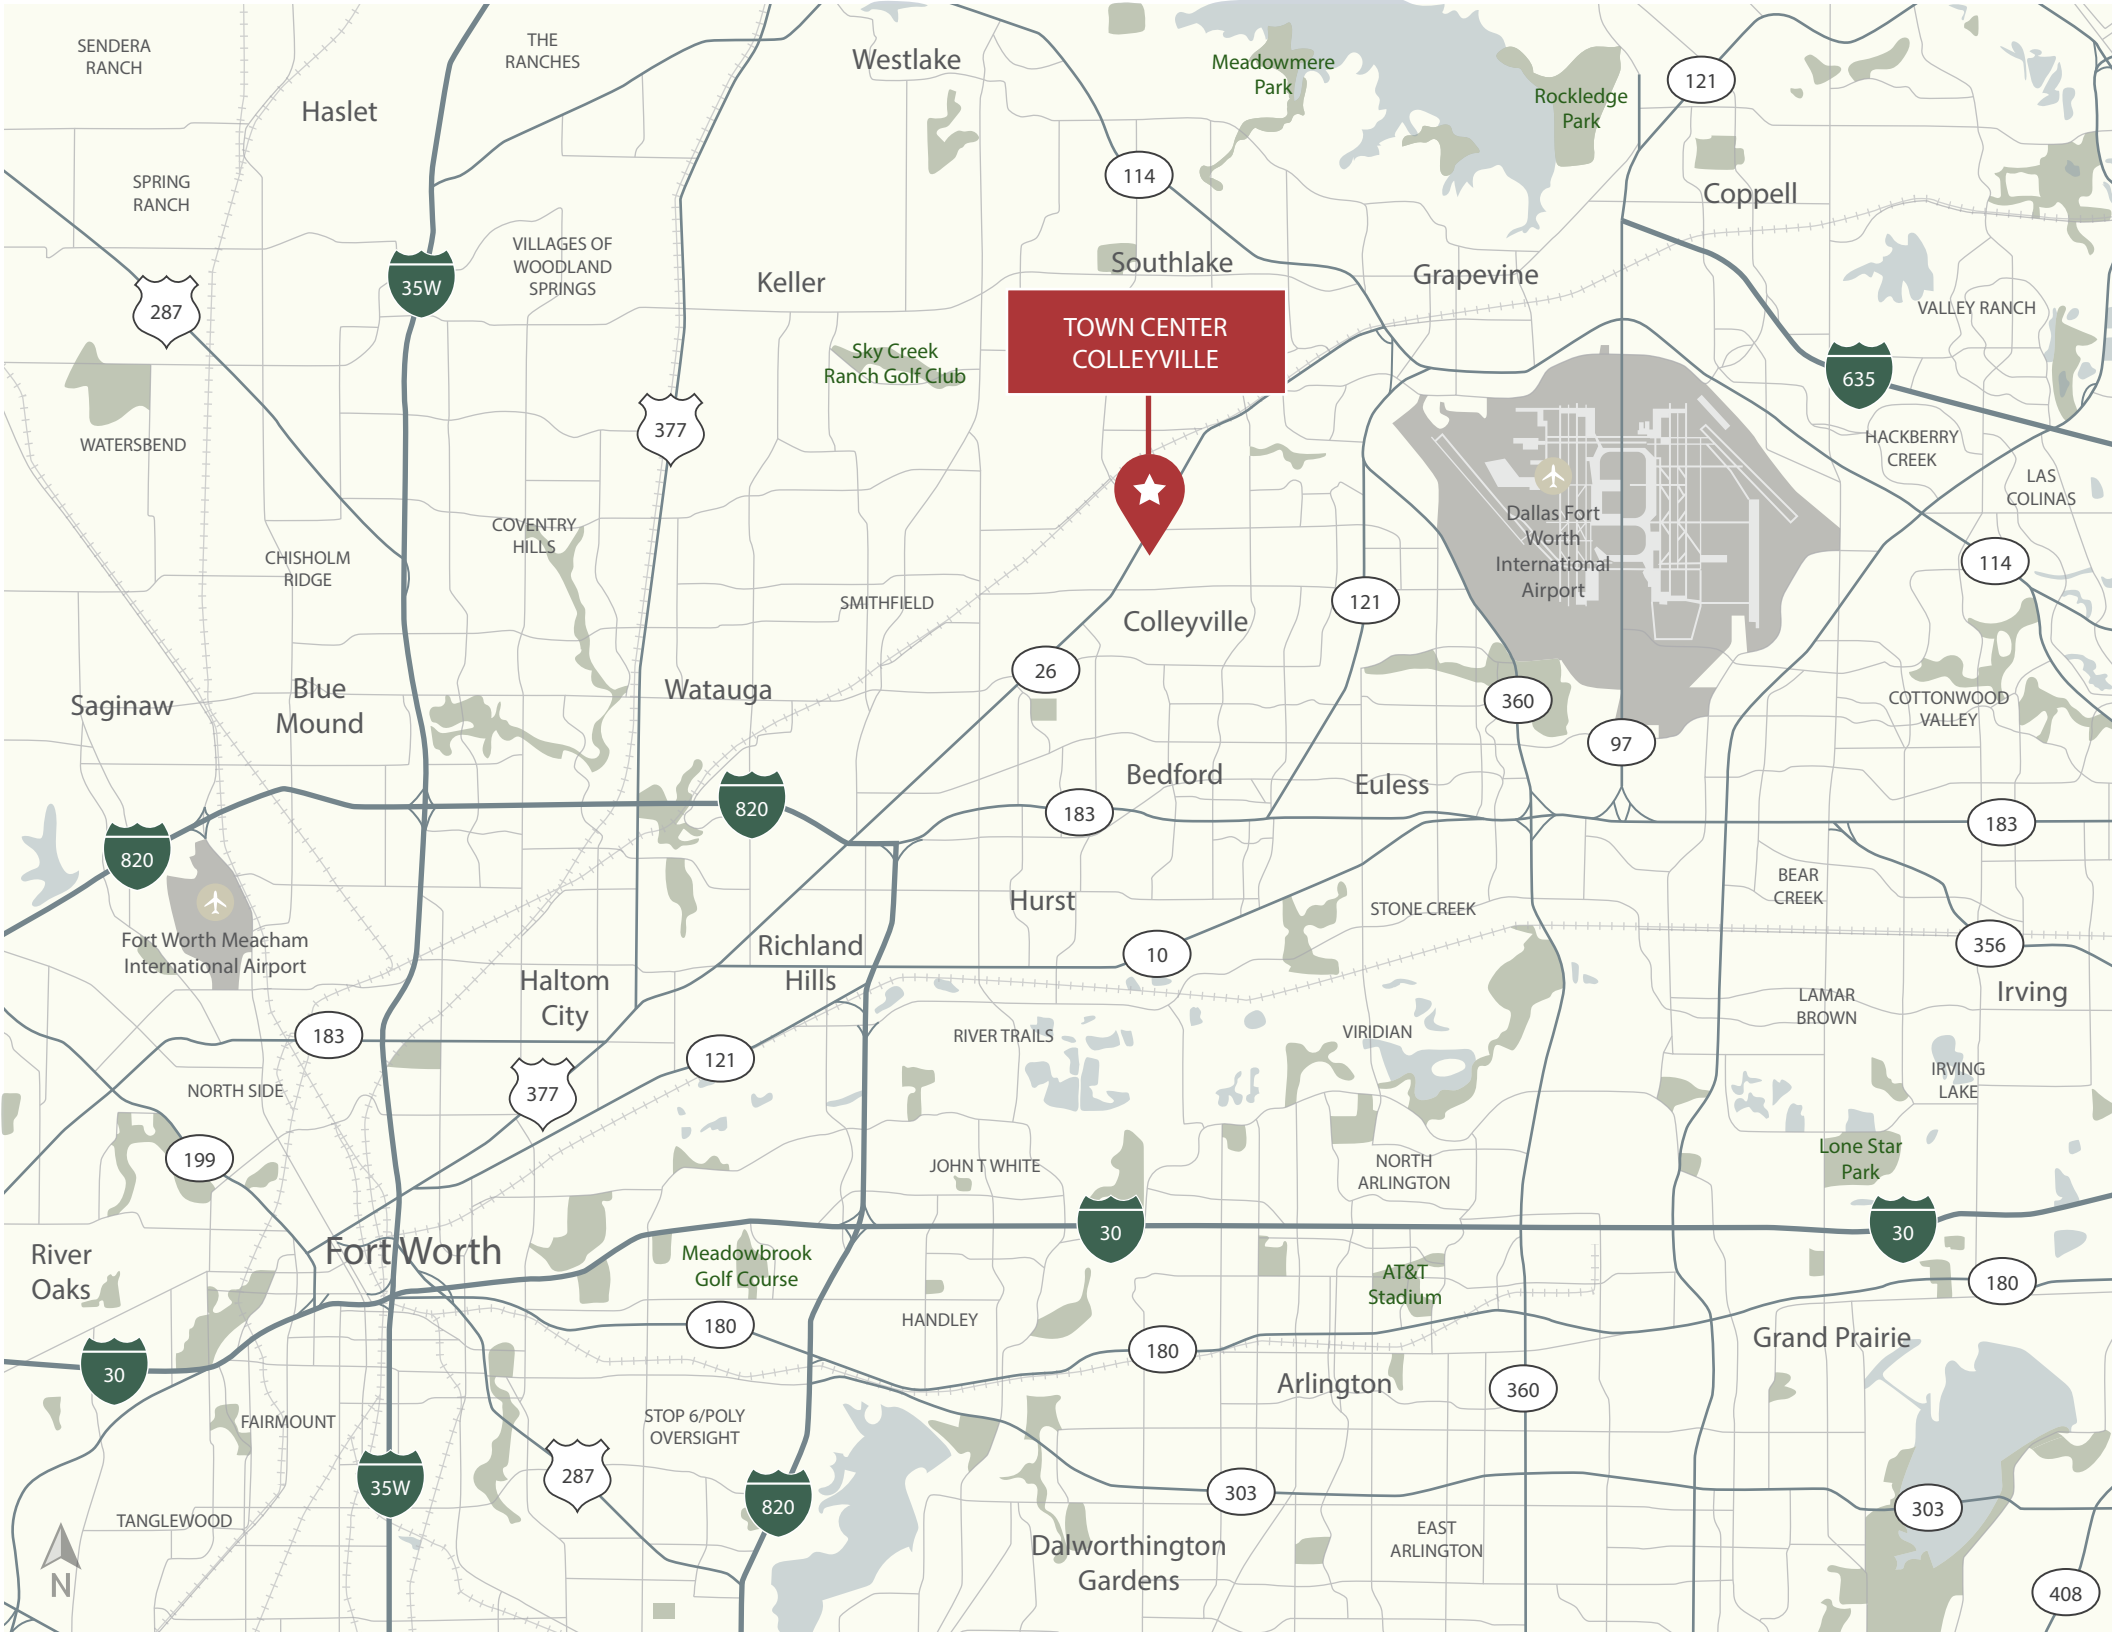 SENDERA
RANCH
THE
RANCHES
Westlake
Meadowmere
Park
Rockledge
Park
121
Haslet
114
SPRING
RANCH
Coppell
VILLAGES OF
WOODLAND
SPRINGS
Southlake
Grapevine
Keller
35W
287
VALLEY RANCH
TOWN CENTER
COLLEYVILLE
Sky Creek
Ranch Golf Club
635
377
WATERSBEND
HACKBERRY
CREEK
LAS
COLINAS
Dallas Fort
Worth
International
Airport
COVENTRY
HILLS
CHISHOLM
RIDGE
114
SMITHFIELD
121
Colleyville
26
Saginaw
Blue
Mound
Watauga
360
COTTONWOOD
VALLEY
97
Bedford
Euless
820
183
183
820
BEAR
CREEK
Hurst
STONE CREEK
Fort Worth Meacham
International Airport
Richland
Hills
10
356
Haltom
City
Irving
LAMAR
BROWN
183
RIVER TRAILS
VIRIDIAN
121
NORTH SIDE
377
IRVING
LAKE
199
JOHN T WHITE
NORTH
ARLINGTON
Lone Star
Park
30
30
River
Oaks
Fort Worth
Meadowbrook
Golf Course
AT&T
Stadium
180
HANDLEY
180
180
Grand Prairie
30
Arlington
360
FAIRMOUNT
STOP 6/POLY
OVERSIGHT
35W
287
820
303
303
TANGLEWOOD
Dalworthington
Gardens
EAST
ARLINGTON
N
408